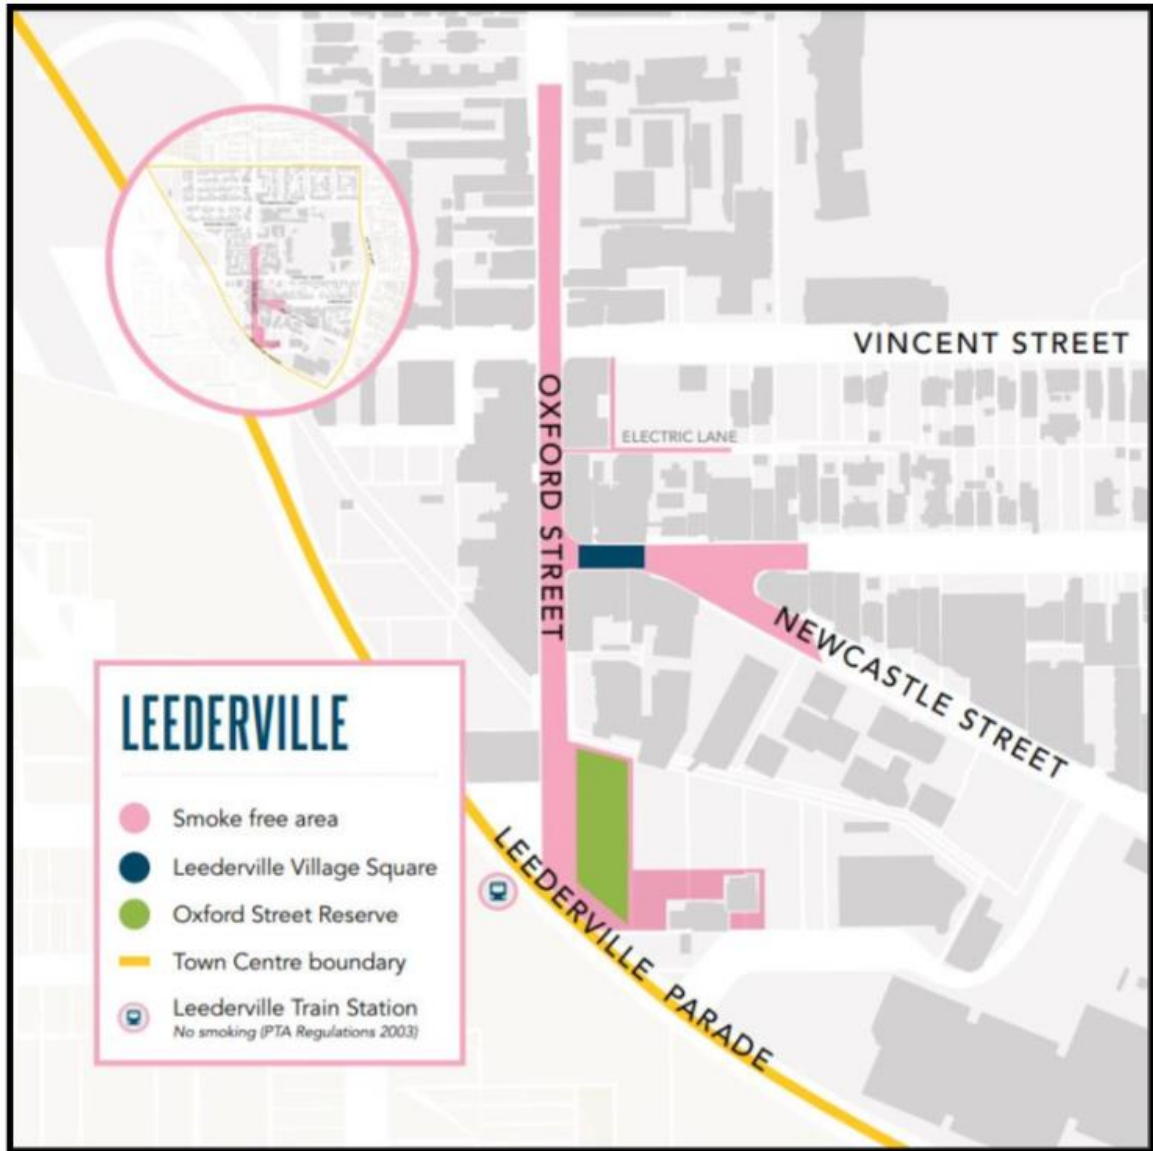 VINCENT STREET
OXFORD STREET
ELECTRIC LANE
NEWCASTLE STREET
LEEDERVILLE PARADE
LEEDERVILLE
Smoke free area
Leederville Village Square
Oxford Street Reserve
Town Centre boundary
Leederville Train Station
No smoking (PTA Regulations 2003)